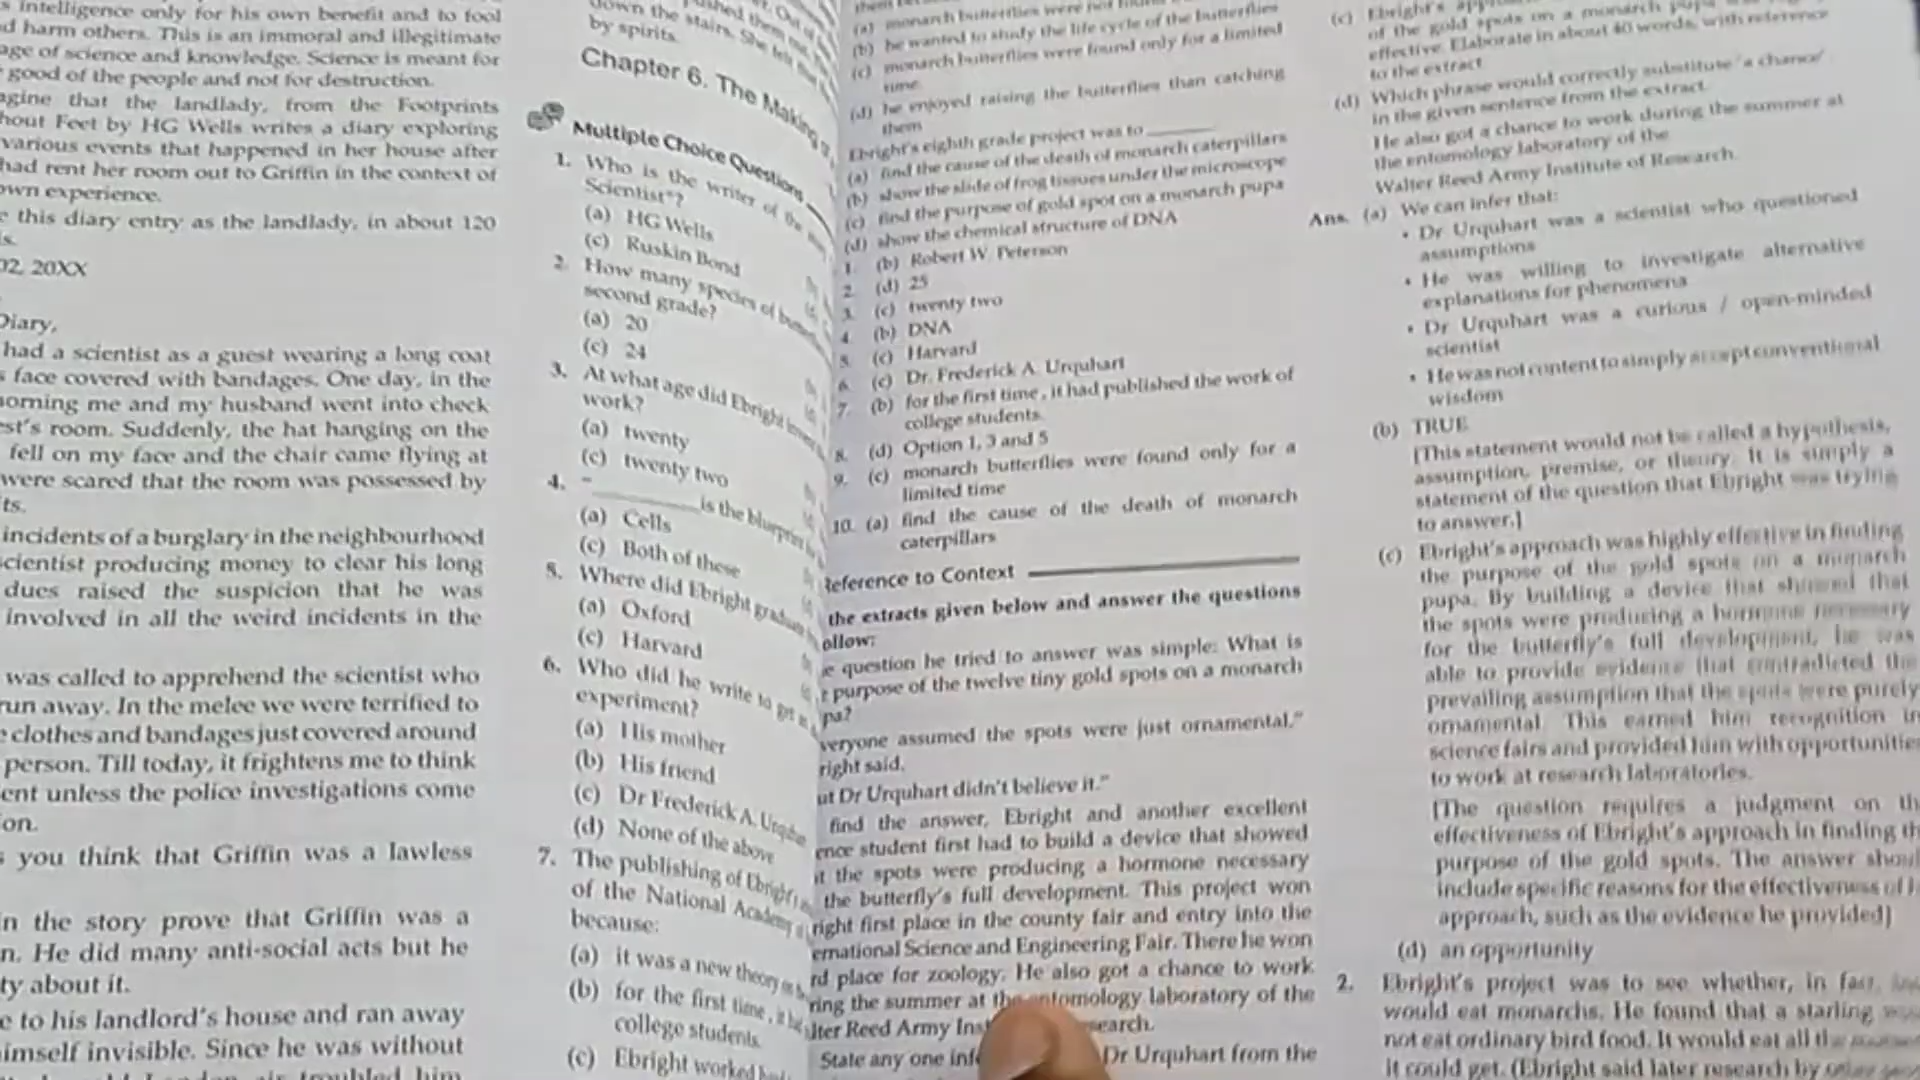 intelligence only for his own benefit and to fool
harm others. This is an immoral and illegitimate
of science and knowledge. Science is meant for
good of the people and not for destruction.
that the landlady, from the Footprints
Feet by HG Wells writes a diary exploring
various events that happened in her house after
had rent her room out to Griffin in the context of
own experience.
this diary entry as the landlady, in about 120
02, 20XX
Diary,
had a scientist as a guest wearing a long coat
face covered with bandages. One day, in the
me and my husband went into check
room. Suddenly, the hat hanging on the
fell on my face and the chair came flying at
were scared that the room was possessed by
incidents of a burglary in the neighbourhood
scientist producing money to clear his long
dues raised the suspicion that he was
involved in all the weird incidents in the
was called to apprehend the scientist who
run away. In the melee we were terrified to
clothes and bandages just covered around
person. Till today, it frightens me to think
unless the police investigations come
on.
you think that Griffin was a lawless
in the story prove that Griffin was a
He did many anti-social acts but he
about it.
to his landlord's house and ran away
himself invisible. Since he was without
down the stairs. She felt that
by spirits.
Chapter 6. The Making
Multiple Choice Questions
1. Who is the writer of the
Scientist"?
(a) HG Wells
(c) Ruskin Bond
2. How many species of
second grade?
(a) 20
(c) 24
3. At what age did Ebright
work?
(a) twenty
(c) twenty two
4. "______ is the blueprint
(a) Cells
(c) Both of these
5. Where did Ebright
(a) Oxford
(c) Harvard
6. Who did he write to get
experiment?
(a) His mother
(b) His friend
(c) Dr Frederick A.
(d) None of the above
7. The publishing of Ebright's
of the National Academy
because:
(a) it was a new theory
(b) for the first time, it
college students.
(c) Ebright worked
(a) monarch butterflies were not
(b) he wanted to study the life cycle of the butterflies
(c) monarch butterflies were found only for a limited
time
(d) he enjoyed raising the butterflies than catching
them
Ebright's eighth grade project was to ______
(a) find the cause of the death of monarch caterpillars
(b) show the slide of frog tissues under the microscope
(c) find the purpose of gold spot on a monarch pupa
(d) show the chemical structure of DNA
1. (b) Robert W. Peterson
2. (d) 25
3. (c) twenty two
4. (b) DNA
5. (c) Harvard
6. (c) Dr. Frederick A. Urquhart
7. (b) for the first time, it had published the work of
college students.
8. (d) Option 1, 3 and 5
9. (c) monarch butterflies were found only for a
limited time
10. (a) find the cause of the death of monarch
caterpillars
Reference to Context
the extracts given below and answer the questions
question he tried to answer was simple: What is
purpose of the twelve tiny gold spots on a monarch
assumed the spots were just ornamental,"
said.
Dr Urquhart didn't believe it."
find the answer, Ebright and another excellent
student first had to build a device that showed
the spots were producing a hormone necessary
the butterfly's full development. This project won
first place in the county fair and entry into the
Science and Engineering Fair. There he won
place for zoology. He also got a chance to work
the summer at the entomology laboratory of the
Reed Army
State any one Dr Urquhart from the
of the gold spots on a monarch pupa
effective. Elaborate in about 40 words, with reference
to the extract.
(d) Which phrase would correctly substitute 'a chance'
in the given sentence from the extract.
He also got a chance to work during the summer at
the entomology laboratory of the
Walter Reed Army Institute of Research.
Ans. (a) We can infer that:
• Dr Urquhart was a scientist who questioned
assumptions
• He was willing to investigate alternative
explanations for phenomena
• Dr Urquhart was a curious / open-minded
scientist
• He was not content to simply accept conventional
wisdom
(b) TRUE
[This statement would not be called a hypothesis,
assumption, premise, or theory. It is simply a
statement of the question that Ebright was trying
to answer.]
(c) Ebright's approach was highly effective in finding
the purpose of the gold spots on a monarch
pupa. By building a device that showed that
the spots were producing a hormone necessary
for the butterfly's full development, he was
able to provide evidence that contradicted the
prevailing assumption that the spots were purely
ornamental. This earned him recognition in
science fairs and provided him with opportunities
to work at research laboratories.
[The question requires a judgment on
effectiveness of Ebright's approach in finding
purpose of the gold spots. The answer
include specific reasons for the effectiveness of
approach, such as the evidence he provided]
(d) an opportunity
2. Ebright's project was to see whether, in fact,
would eat monarchs. He found that a starling
not eat ordinary bird food. It would eat all the
it could get. (Ebright said later research by